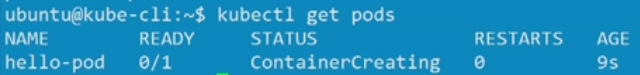 ubuntu@kube-cli:~$ kubectl get pods
NAME READY STATUS RESTARTS AGE
hello-pod 0/1 ContainerCreating 0 9s